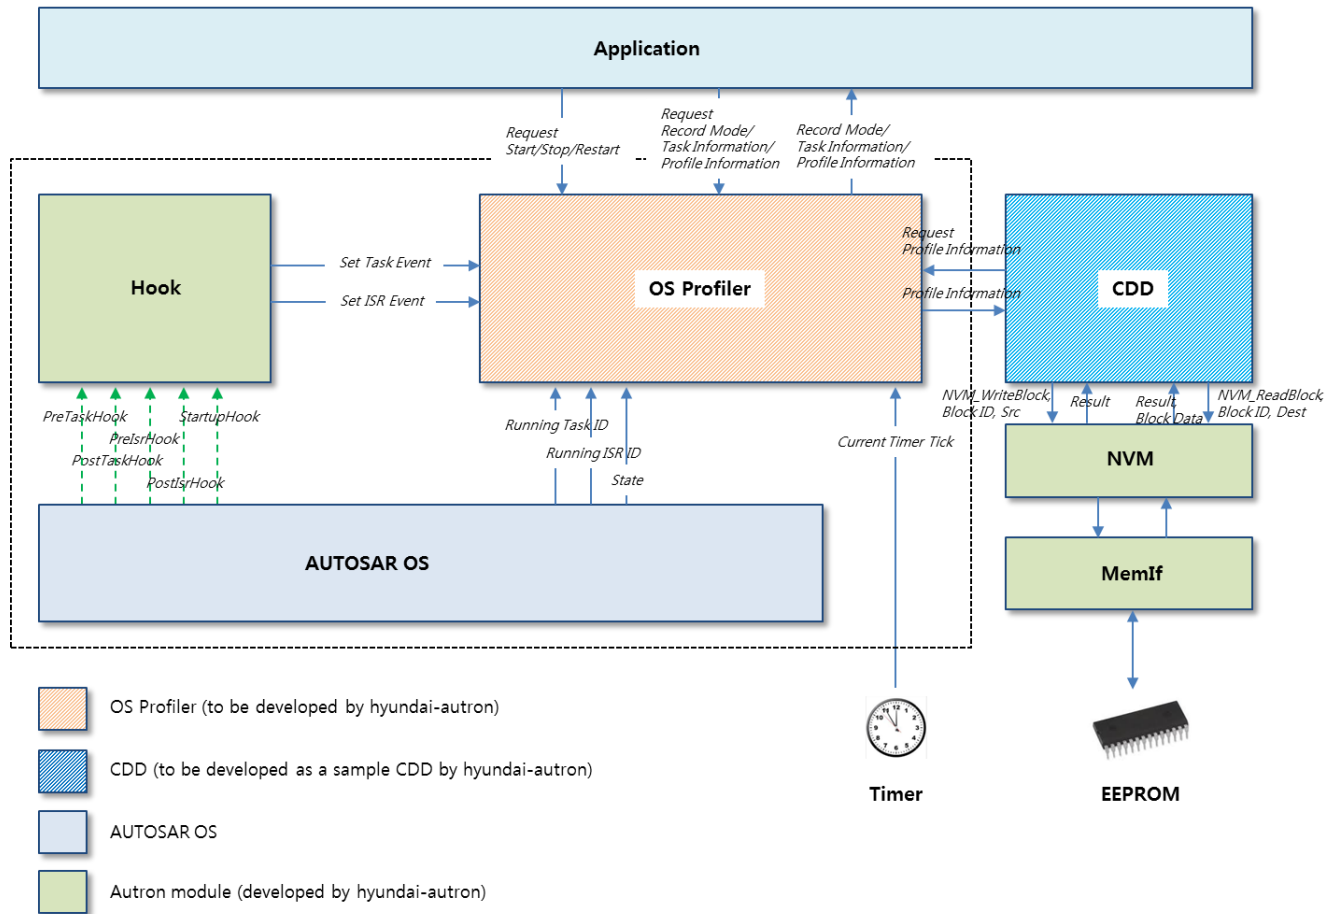 Application
Request
Start/Stop/Restart
Request
Record Mode/
Task Information/
Profile Information
Record Mode/
Task Information/
Profile Information
Hook
Set Task Event
Set ISR Event
OS Profiler
Request
Profile Information
Profile Information
CDD
PreTaskHook
StartupHook
PreIsrHook
PostTaskHook
PostIsrHook
Running Task ID
Running ISR ID
State
Current Timer Tick
NVM_WriteBlock,
Block ID, Src
Result
Result,
Block Data
NVM_ReadBlock,
Block ID, Dest
NVM
AUTOSAR OS
MemIf
OS Profiler (to be developed by hyundai-autron)
CDD (to be developed as a sample CDD by hyundai-autron)
Timer
EEPROM
AUTOSAR OS
Autron module (developed by hyundai-autron)